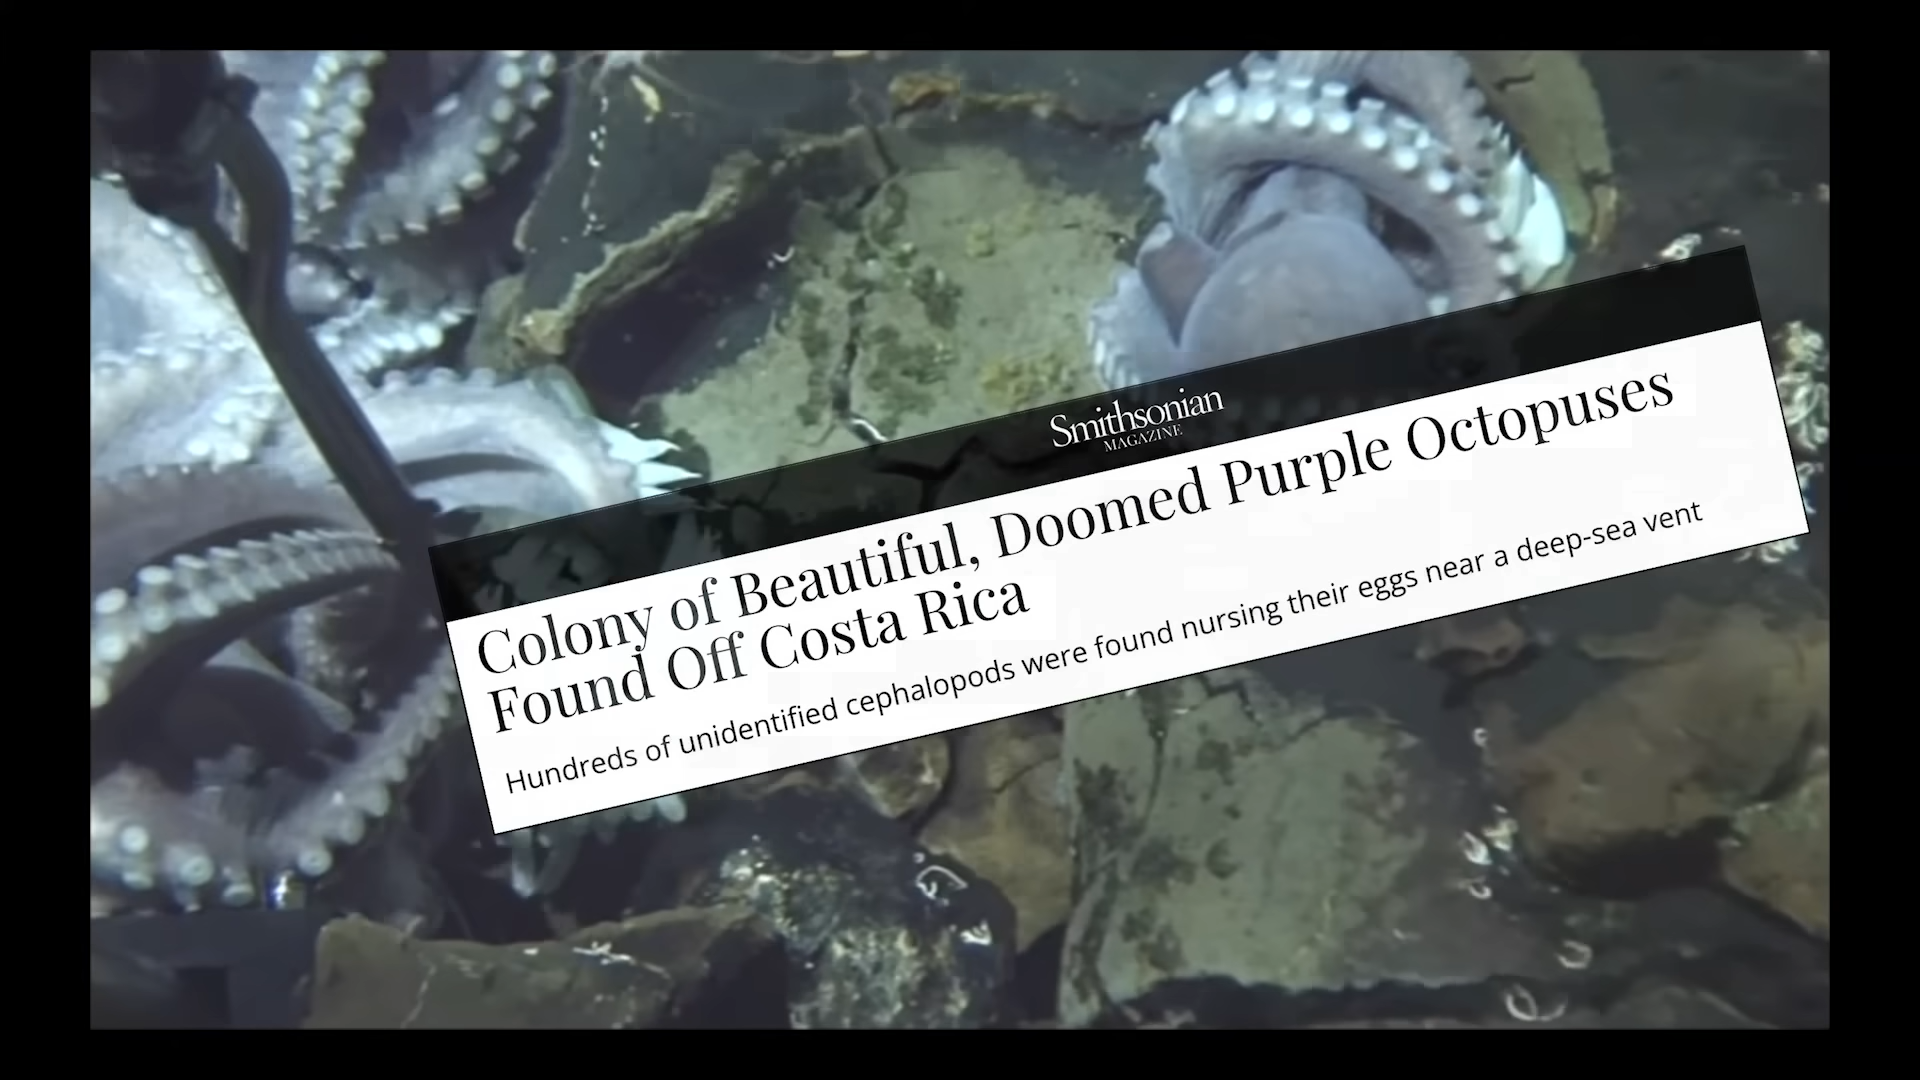 Smithsonian
MAGAZINE
Colony of Beautiful, Doomed Purple Octopuses
Found Off Costa Rica
Hundreds of unidentified cephalopods were found nursing their eggs near a deep-sea vent